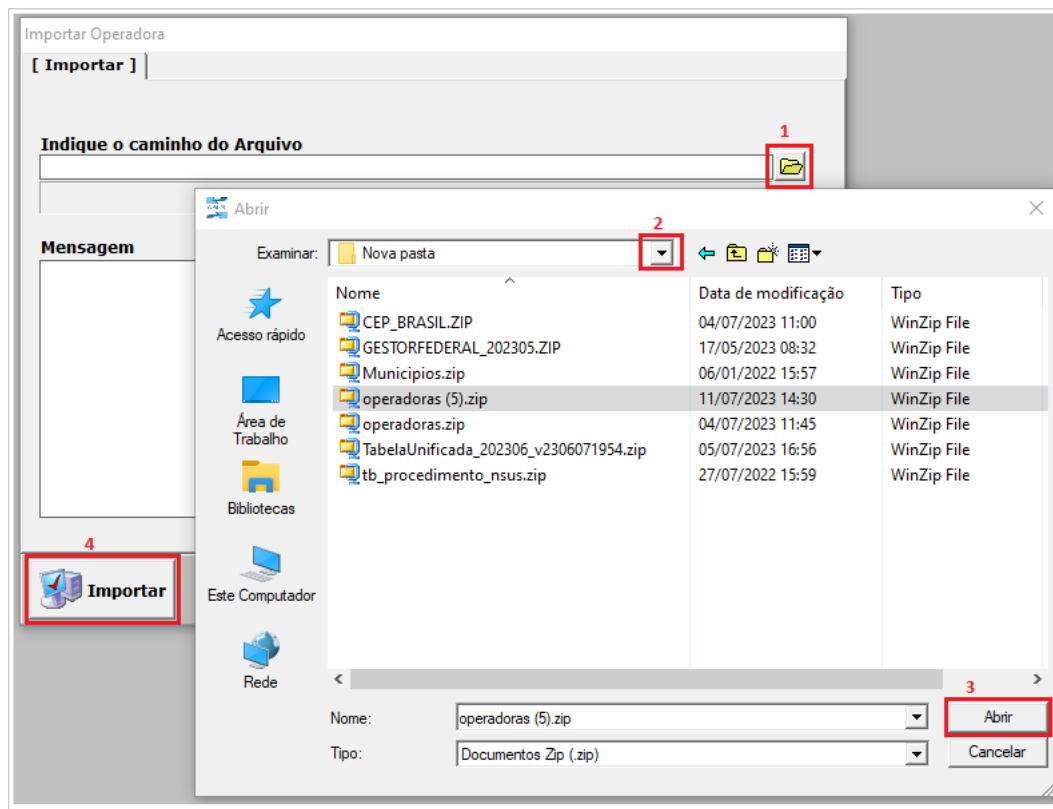 Importar Operadora
[ Importar ]
1
Indique o caminho do Arquivo
Abrir
2
Mensagem
Examinar: Nova pasta
Nome Data de modificação Tipo
CEP_BRASIL.ZIP 04/07/2023 11:00 WinZip File
GESTORFEDERAL_202305.ZIP 17/05/2023 08:32 WinZip File
Municipios.zip 06/01/2022 15:57 WinZip File
operadoras (5).zip 11/07/2023 14:30 WinZip File
operadoras.zip 04/07/2023 11:45 WinZip File
TabelaUnificada_202306_v2306071954.zip 05/07/2023 16:56 WinZip File
tb_procedimento_nsus.zip 27/07/2022 15:59 WinZip File
Acesso rápido
Área de
Trabalho
Bibliotecas
Este Computador
Rede
4
Importar
3
Nome: operadoras (5).zip Abrir
Tipo: Documentos Zip (.zip) Cancelar